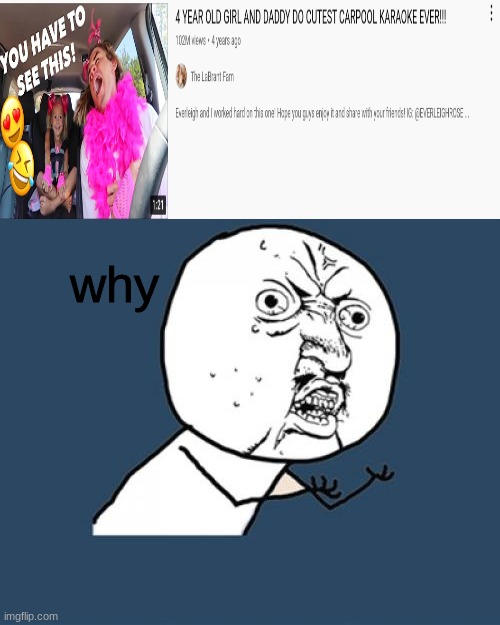 YOU HAVE TO
SEE THIS!
1:21
4 YEAR OLD GIRL AND DADDY DO CUTEST CARPOOL KARAOKE EVER!!!
102M views • 4 years ago
The LaBrant Fam
Everleigh and I worked hard on this one! Hope you guys enjoy it and share with your friends! IG: @EVERLEIGHROSE ...
why
imgflip.com